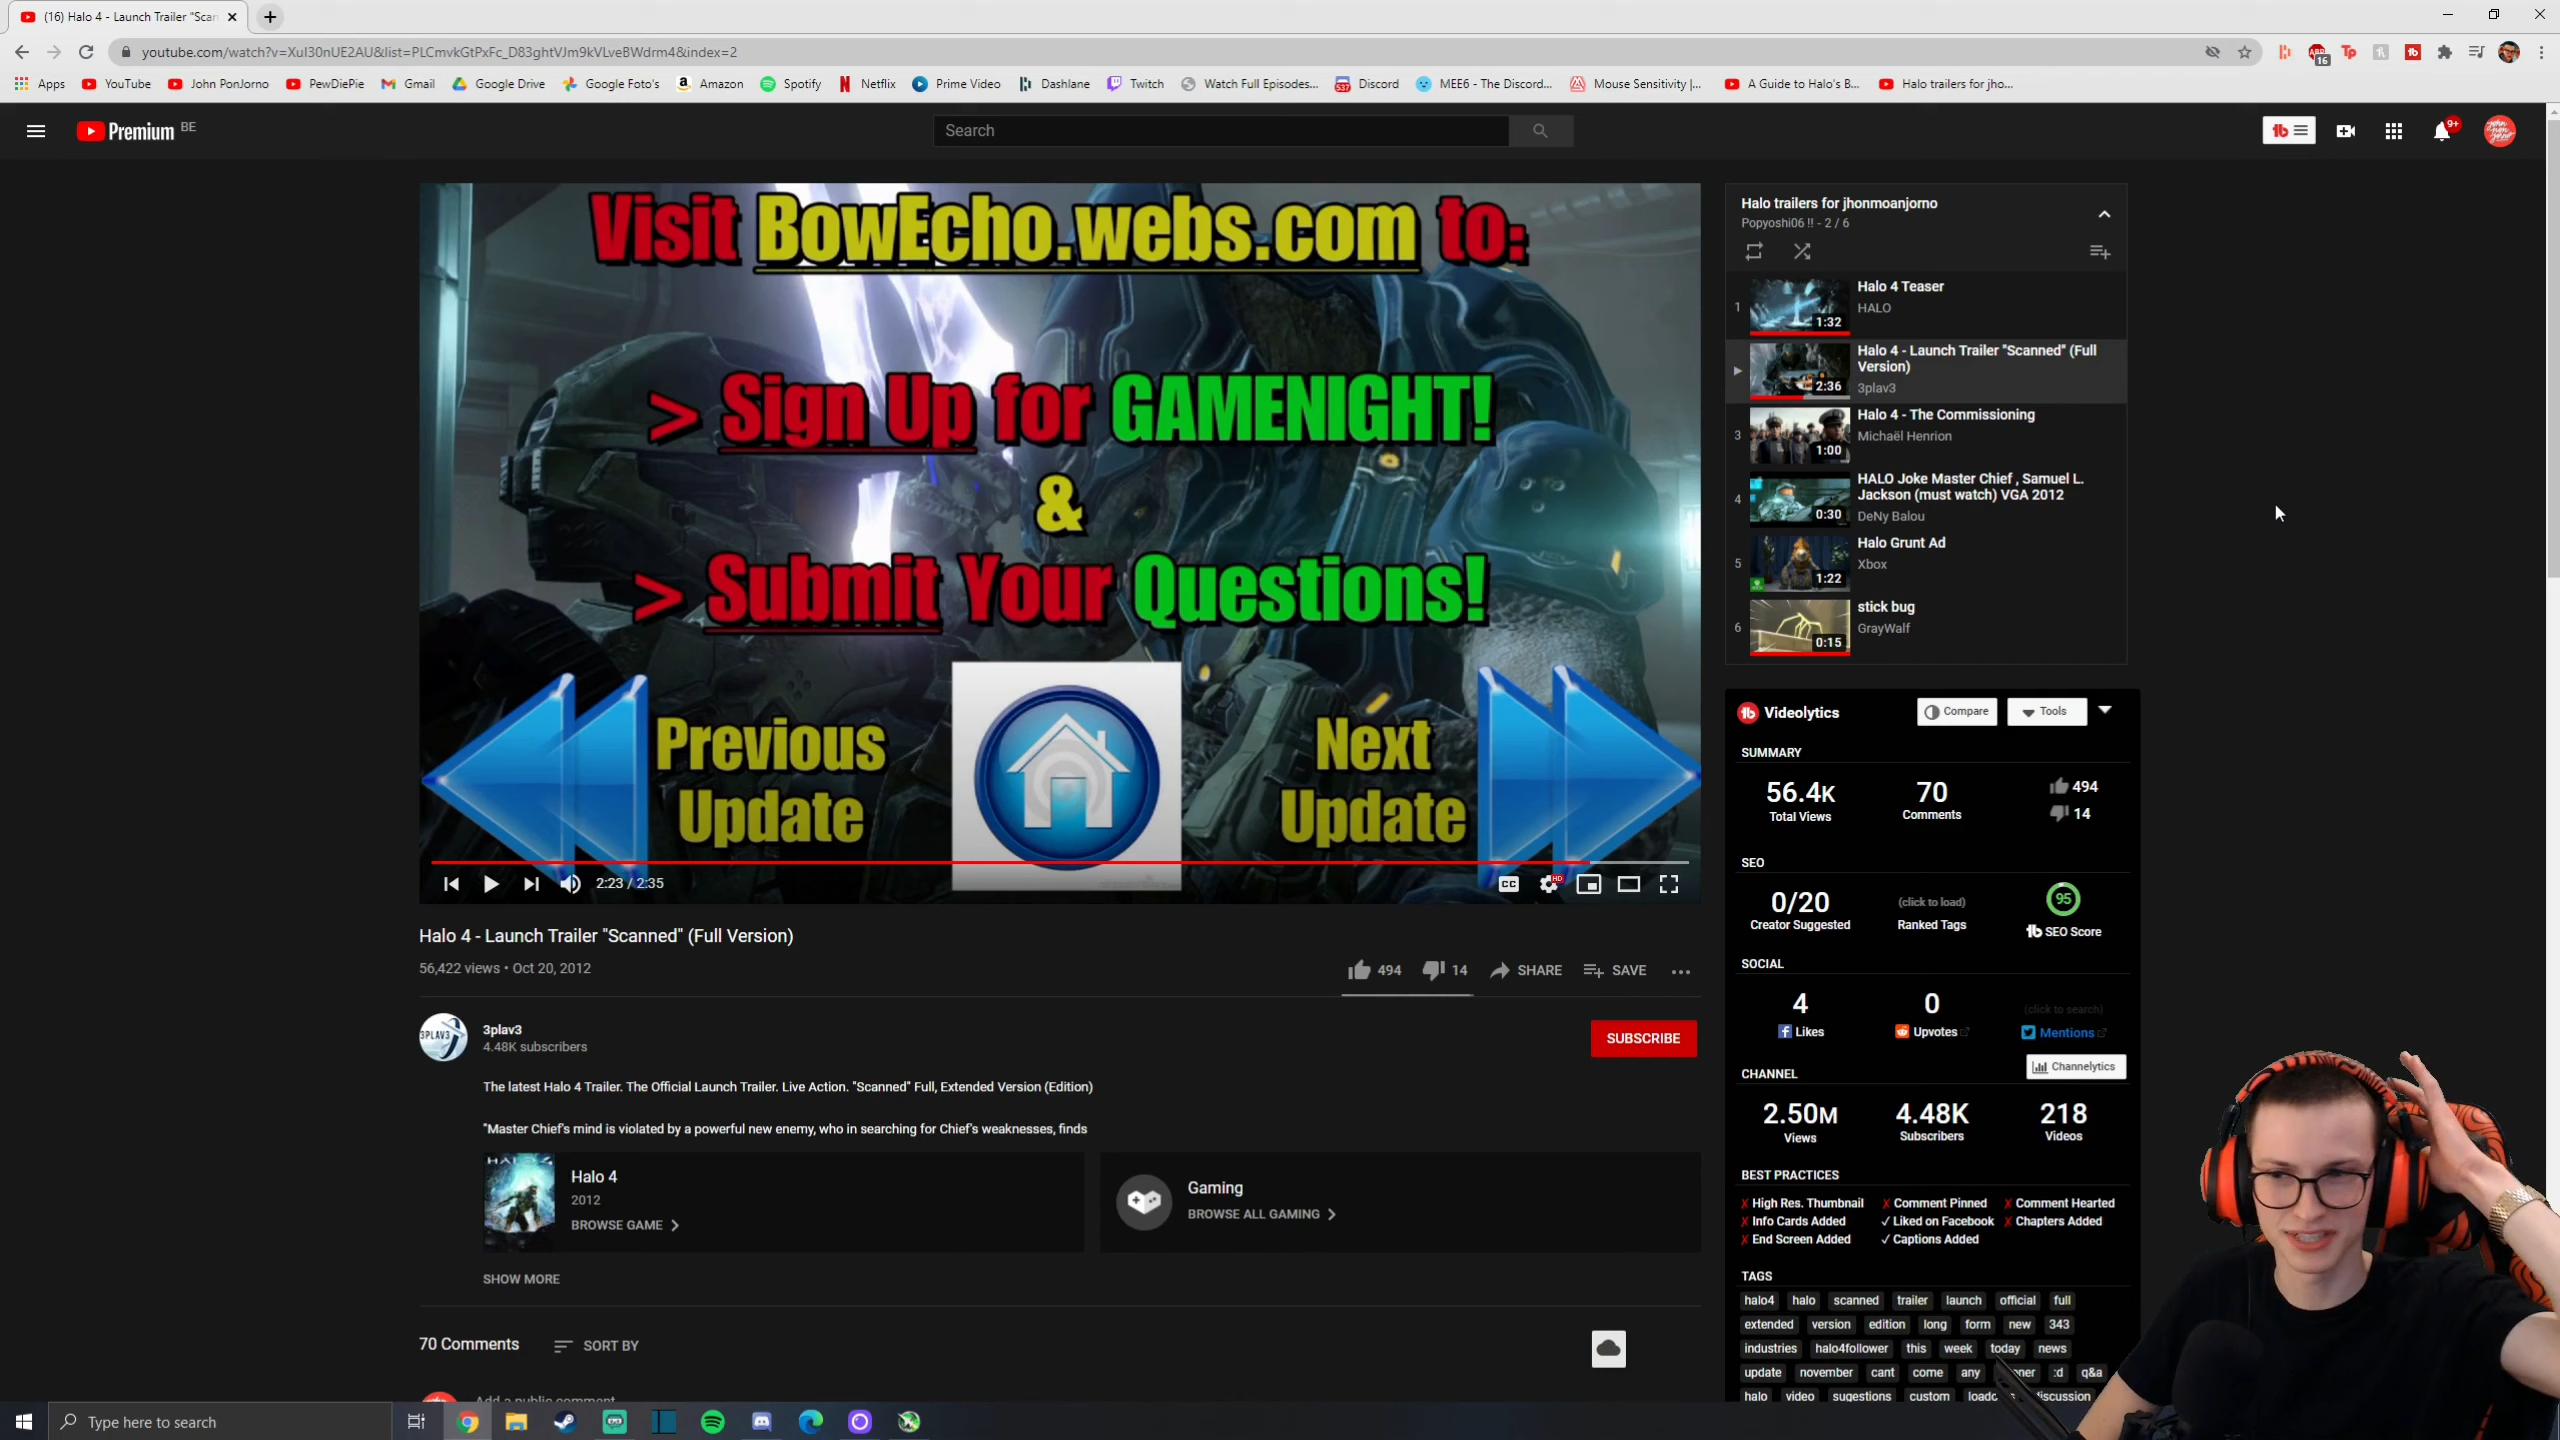 (16) Halo 4 - Launch Trailer "Scan
youtube.com/watch?v=XuI30nUE2AU&list=PLCmvkGtPxFc_D83ghtVJm9kVLveBWdrm4&index=2
Apps YouTube John PonJorno PewDiePie Gmail Google Drive Google Foto's Amazon Spotify Netflix Prime Video Dashlane Twitch Watch Full Episodes... Discord MEE6 - The Discord... Mouse Sensitivity |... A Guide to Halo's B... Halo trailers for jho...
Premium BE
Search
9+
Visit BowEcho.webs.com to:
> Sign Up for GAMENIGHT!
&
> Submit Your Questions!
Previous Update
Next Update
2:23 / 2:35
CC HD
Halo 4 - Launch Trailer "Scanned" (Full Version)
56,422 views • Oct 20, 2012
494 14 SHARE SAVE
3PLAV3
3plav3
4.48K subscribers
SUBSCRIBE
The latest Halo 4 Trailer. The Official Launch Trailer. Live Action. "Scanned" Full, Extended Version (Edition)
"Master Chief's mind is violated by a powerful new enemy, who in searching for Chief's weaknesses, finds
HALO 4
Halo 4
2012
BROWSE GAME
Gaming
BROWSE ALL GAMING
SHOW MORE
70 Comments SORT BY
Add a public comment
Halo trailers for jhonmoanjorno
Popyoshi06 !! - 2 / 6
1 1:32 Halo 4 Teaser
HALO
2:36 Halo 4 - Launch Trailer "Scanned" (Full
Version)
3plav3
3 1:00 Halo 4 - The Commissioning
Michaël Henrion
4 0:30 HALO Joke Master Chief , Samuel L.
Jackson (must watch) VGA 2012
DeNy Balou
5 1:22 Halo Grunt Ad
Xbox
6 0:15 stick bug
GrayWalf
Videolytics Compare Tools
SUMMARY
56.4K 70 494
Total Views Comments 14
SEO
0/20 (click to load) 95
Creator Suggested Ranked Tags SEO Score
SOCIAL
4 0 (click to search)
Likes Upvotes Mentions
CHANNEL Channelytics
2.50M 4.48K 218
Views Subscribers Videos
BEST PRACTICES
✗ High Res. Thumbnail ✗ Comment Pinned ✗ Comment Hearted
✗ Info Cards Added ✓ Liked on Facebook ✗ Chapters Added
✗ End Screen Added ✓ Captions Added
TAGS
halo4 halo scanned trailer launch official full
extended version edition long form new 343
industries halo4follower this week today news
update november cant come any :d q&a
halo video sugestions custom
Type here to search